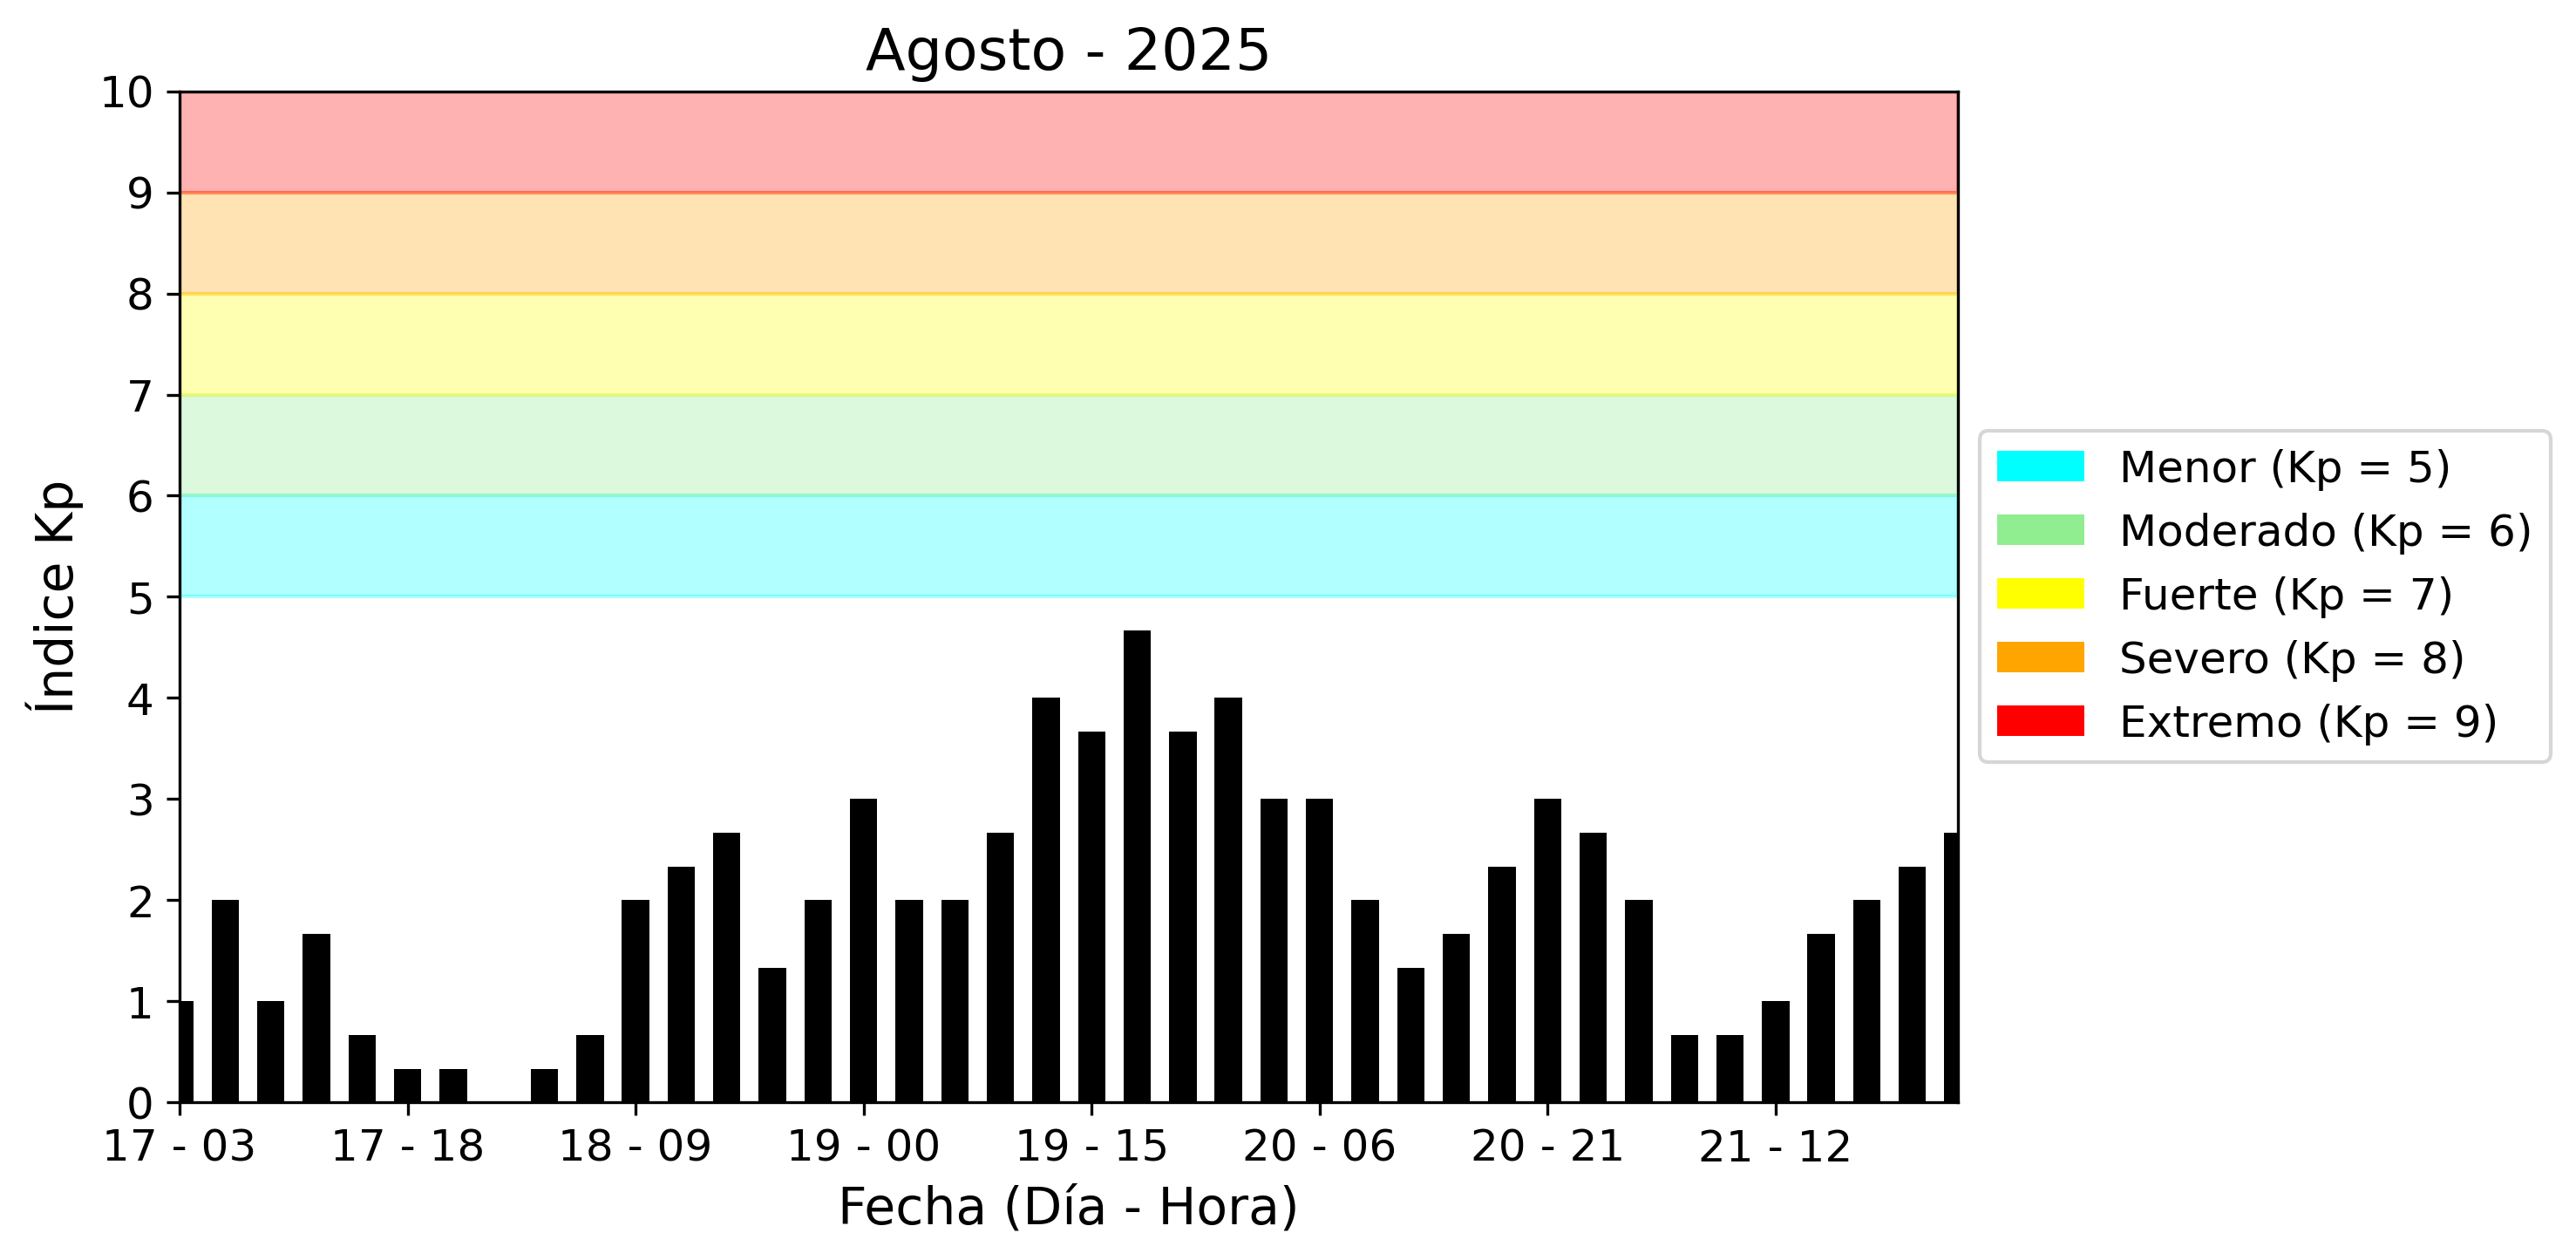 Agosto - 2025
10
9
8
7
6
5
4
3
2
1
0
Índice Kp
17 - 03
17 - 18
18 - 09
19 - 00
19 - 15
20 - 06
20 - 21
21 - 12
Fecha (Día - Hora)
Menor (Kp = 5)
Moderado (Kp = 6)
Fuerte (Kp = 7)
Severo (Kp = 8)
Extremo (Kp = 9)